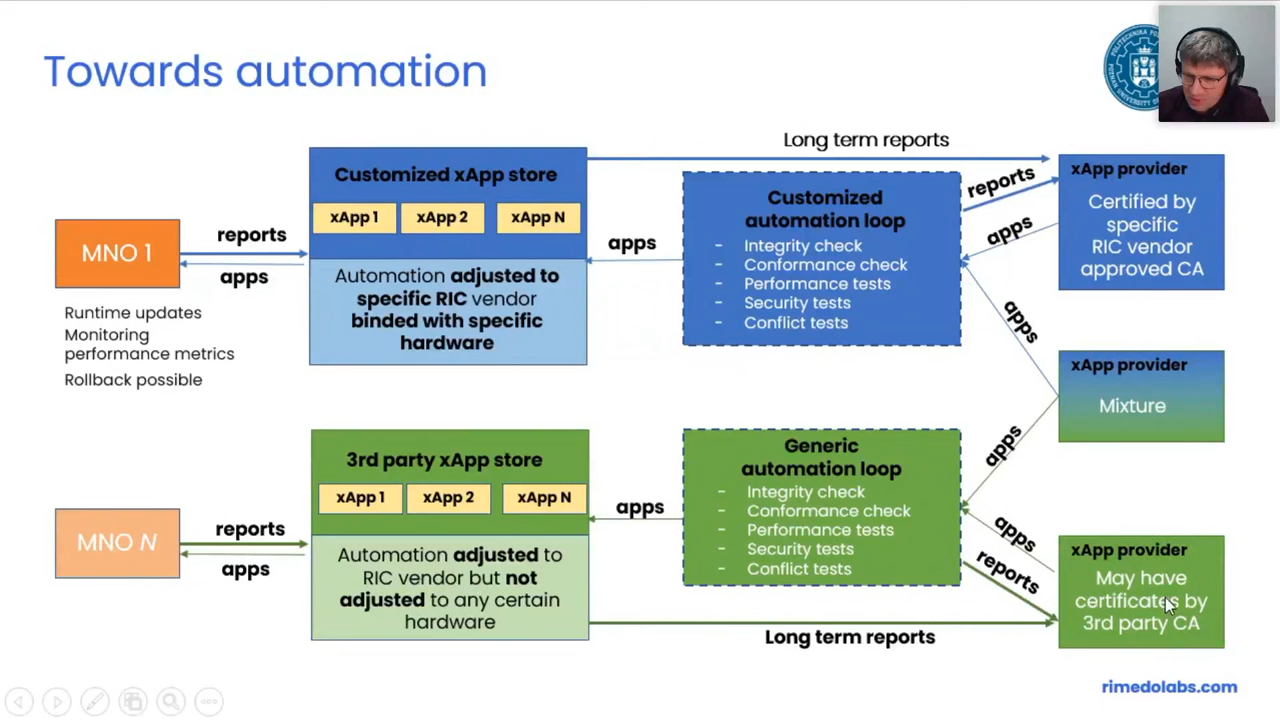 Towards automation
POLITECHNIKA
Long term reports
Customized xApp store
xApp 1
xApp 2
xApp N
Automation adjusted to
specific RIC vendor
binded with specific
hardware
MNO 1
reports
apps
Runtime updates
Monitoring
performance metrics
Rollback possible
apps
Customized
automation loop
- Integrity check
- Conformance check
- Performance tests
- Security tests
- Conflict tests
reports
apps
xApp provider
Certified by
specific
RIC vendor
approved CA
apps
xApp provider
Mixture
apps
3rd party xApp store
xApp 1
xApp 2
xApp N
Automation adjusted to
RIC vendor but not
adjusted to any certain
hardware
MNO N
reports
apps
apps
Generic
automation loop
- Integrity check
- Conformance check
- Performance tests
- Security tests
- Conflict tests
apps
reports
xApp provider
May have
certificates by
3rd party CA
Long term reports
rimedolabs.com